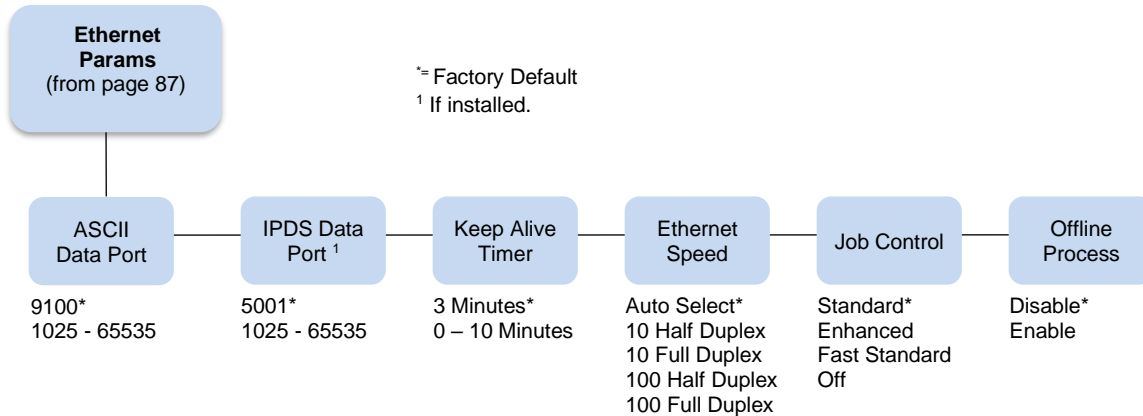 Ethernet
Params
(from page 87)
*= Factory Default
1 If installed.
ASCII
Data Port
9100*
1025 - 65535
IPDS Data
Port 1
5001*
1025 - 65535
Keep Alive
Timer
3 Minutes*
0 – 10 Minutes
Ethernet
Speed
Auto Select*
10 Half Duplex
10 Full Duplex
100 Half Duplex
100 Full Duplex
Job Control
Standard*
Enhanced
Fast Standard
Off
Offline
Process
Disable*
Enable